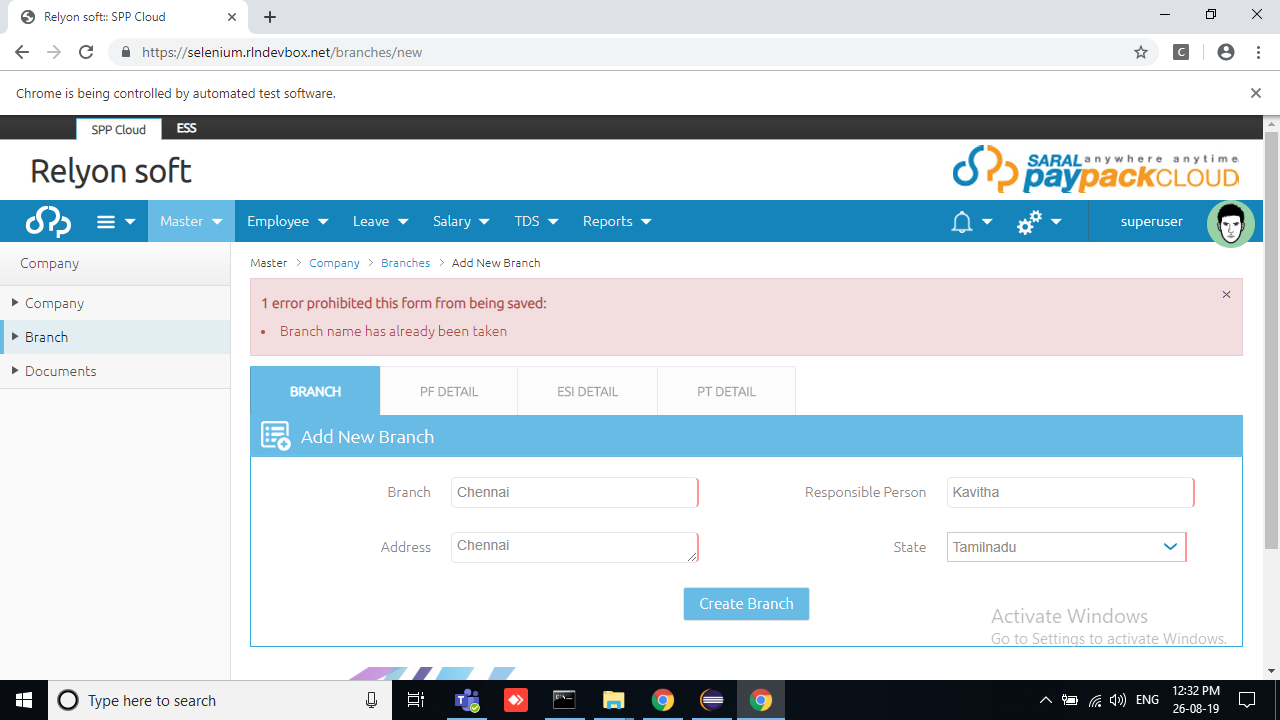 Relyon soft:: SPP Cloud
https://selenium.rlndevbox.net/branches/new
C
Chrome is being controlled by automated test software.
SPP Cloud ESS
Relyon soft
SARAL anywhere anytime
paypackCLOUD
Master Employee Leave Salary TDS Reports superuser
Company
Master Company Branches Add New Branch
Company
Branch
Documents
1 error prohibited this form from being saved:
Branch name has already been taken
BRANCH PF DETAIL ESI DETAIL PT DETAIL
Add New Branch
Branch Chennai Responsible Person Kavitha
Address Chennai State Tamilnadu
Create Branch
Activate Windows
Go to Settings to activate Windows.
Type here to search
ENG
12:32 PM
26-08-19